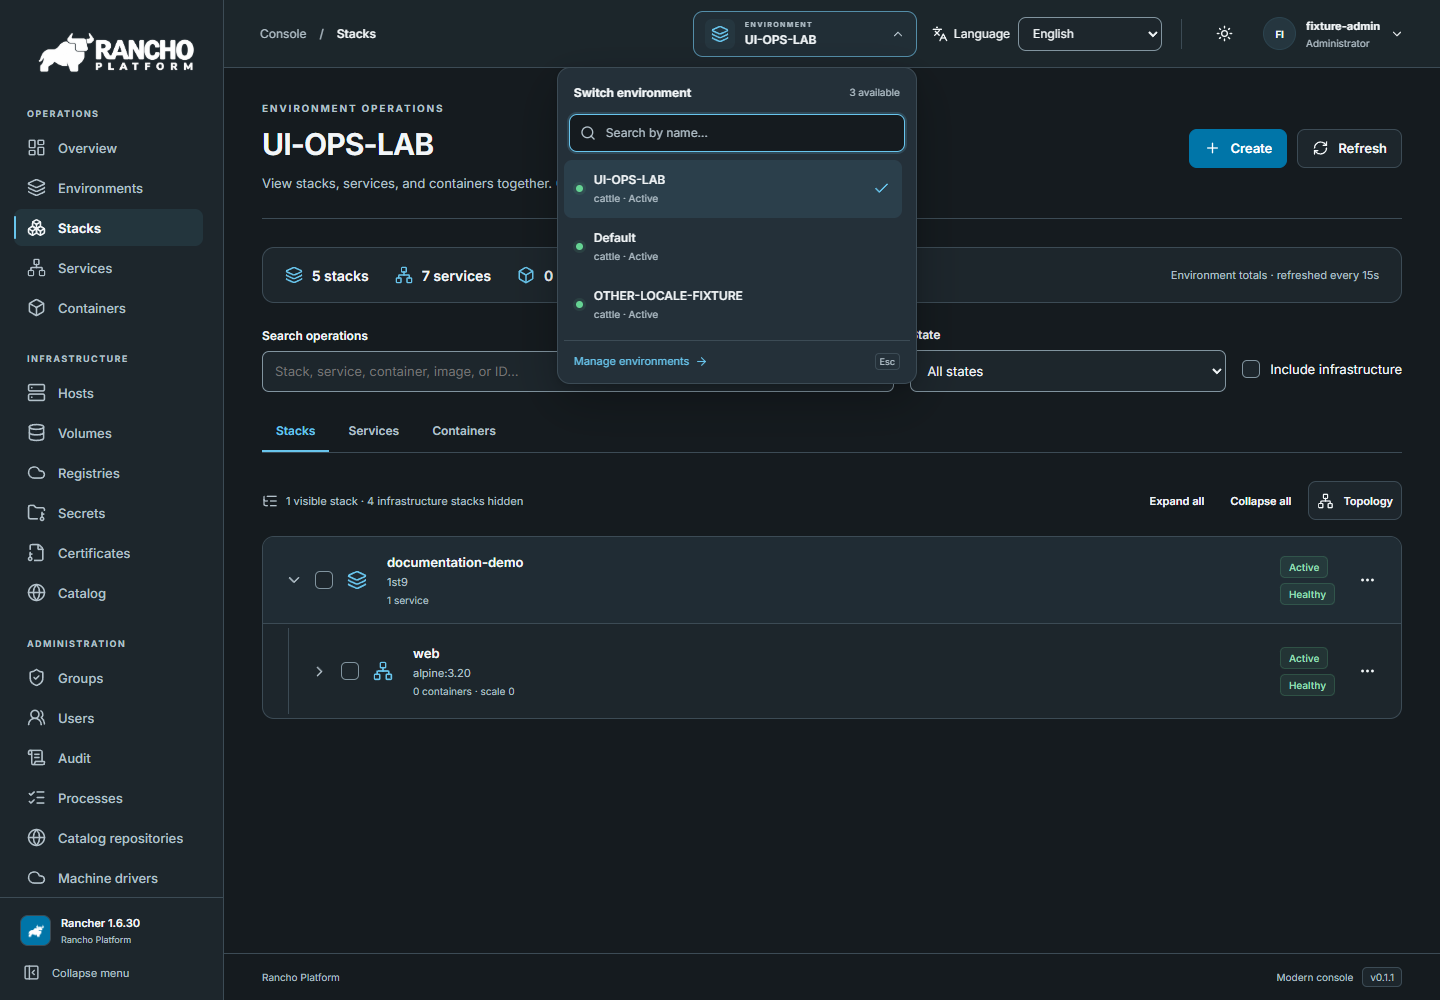 RANCHO
PLATFORM
OPERATIONS
Overview
Environments
Stacks
Services
Containers
INFRASTRUCTURE
Hosts
Volumes
Registries
Secrets
Certificates
Catalog
ADMINISTRATION
Groups
Users
Audit
Processes
Catalog repositories
Machine drivers
Rancher 1.6.30
Rancho Platform
Collapse menu
Console / Stacks
ENVIRONMENT
UI-OPS-LAB
Language
English
FI
fixture-admin
Administrator
Switch environment
3 available
Search by name...
UI-OPS-LAB
cattle · Active
Default
cattle · Active
OTHER-LOCALE-FIXTURE
cattle · Active
Manage environments →
Esc
ENVIRONMENT OPERATIONS
UI-OPS-LAB
View stacks, services, and containers together.
Create
Refresh
5 stacks
7 services
0
Environment totals · refreshed every 15s
Search operations
Stack, service, container, image, or ID...
State
All states
Include infrastructure
Stacks
Services
Containers
1 visible stack · 4 infrastructure stacks hidden
Expand all
Collapse all
Topology
documentation-demo
1st9
1 service
Active
Healthy
web
alpine:3.20
0 containers · scale 0
Active
Healthy
Rancho Platform
Modern console
v0.1.1